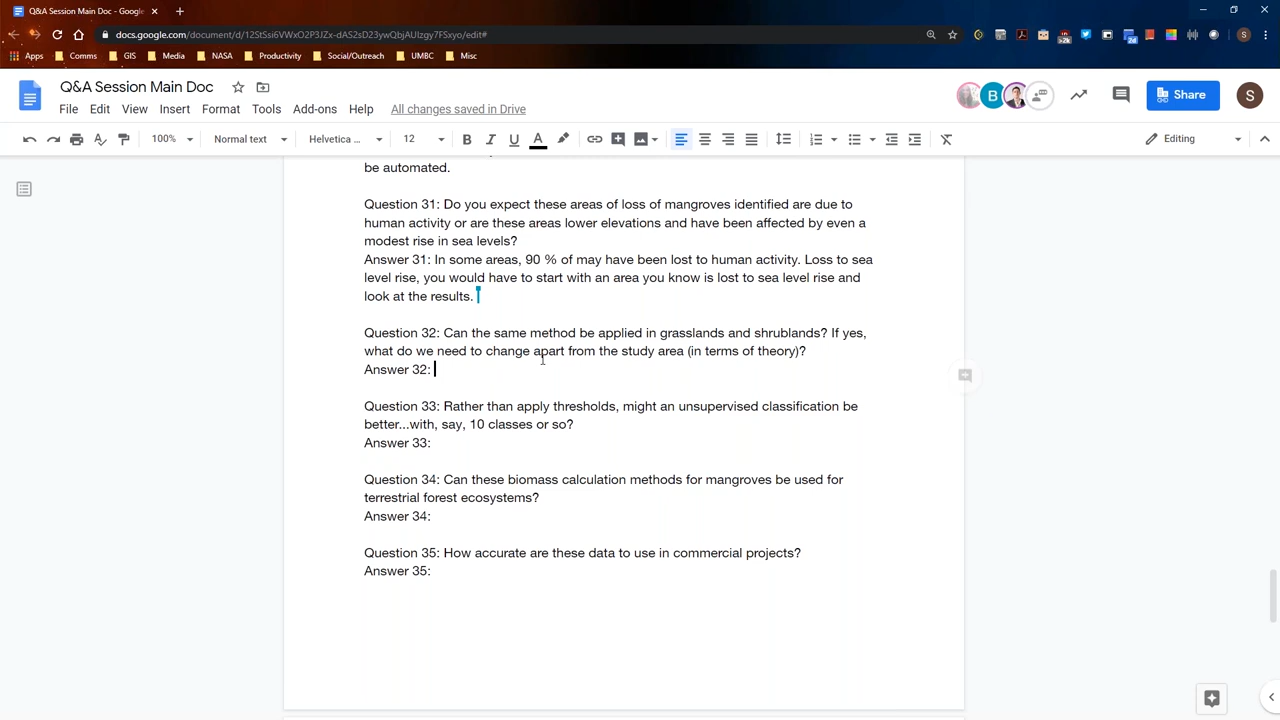 Q&A Session Main Doc - Google
docs.google.com/document/d/12StSsi6VWxO2P3JZx-dAS2sD23ywQbjAUIzgy7FSxyo/edit#
Apps Comms GIS Media NASA Productivity Social/Outreach UMBC Misc
Q&A Session Main Doc
File Edit View Insert Format Tools Add-ons Help All changes saved in Drive
B
Share
S
100% Normal text Helvetica ... 12 B I U A Editing
be automated.
Question 31: Do you expect these areas of loss of mangroves identified are due to
human activity or are these areas lower elevations and have been affected by even a
modest rise in sea levels?
Answer 31: In some areas, 90 % of may have been lost to human activity. Loss to sea
level rise, you would have to start with an area you know is lost to sea level rise and
look at the results.
Question 32: Can the same method be applied in grasslands and shrublands? If yes,
what do we need to change apart from the study area (in terms of theory)?
Answer 32:
Question 33: Rather than apply thresholds, might an unsupervised classification be
better...with, say, 10 classes or so?
Answer 33:
Question 34: Can these biomass calculation methods for mangroves be used for
terrestrial forest ecosystems?
Answer 34:
Question 35: How accurate are these data to use in commercial projects?
Answer 35: